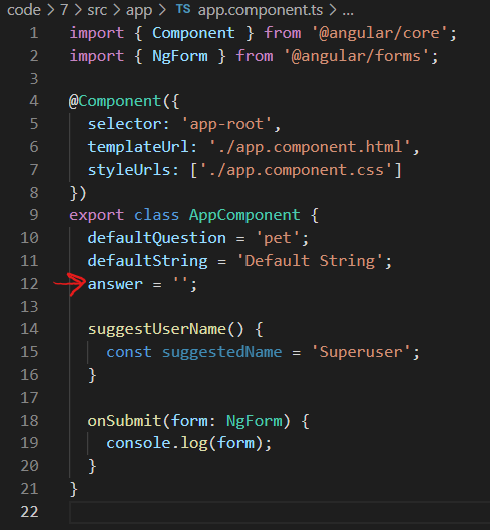 code > 7 > src > app > TS app.component.ts > ...
1 import { Component } from '@angular/core';
2 import { NgForm } from '@angular/forms';
3
4 @Component({
5   selector: 'app-root',
6   templateUrl: './app.component.html',
7   styleUrls: ['./app.component.css']
8 })
9 export class AppComponent {
10   defaultQuestion = 'pet';
11   defaultString = 'Default String';
12   answer = '';
13
14   suggestUserName() {
15     const suggestedName = 'Superuser';
16   }
17
18   onSubmit(form: NgForm) {
19     console.log(form);
20   }
21 }
22